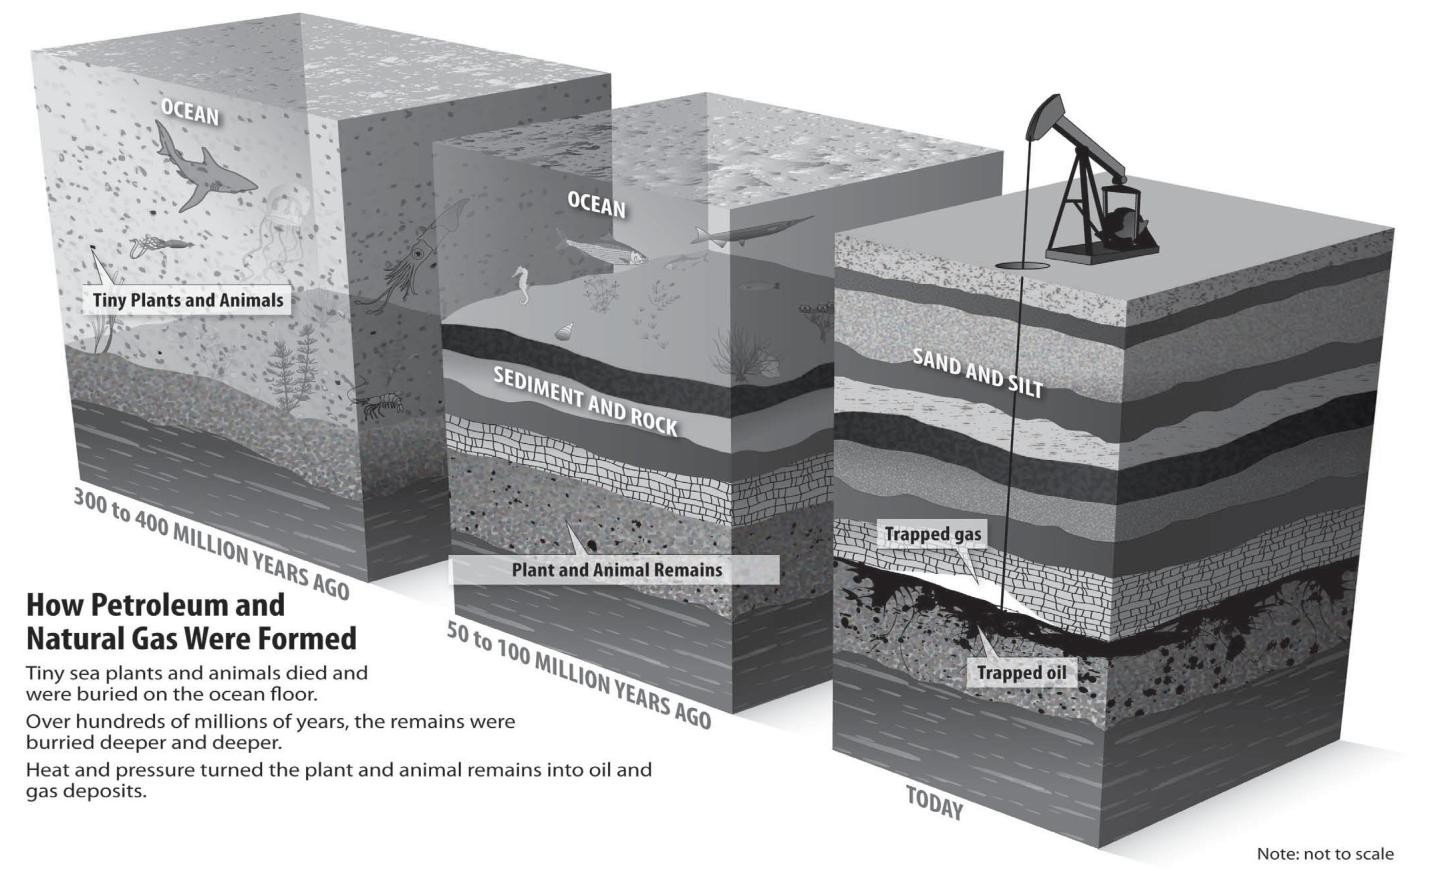 OCEAN
Tiny Plants and Animals
300 to 400 MILLION YEARS AGO
OCEAN
SEDIMENT AND ROCK
Plant and Animal Remains
50 to 100 MILLION YEARS AGO
SAND AND SILT
Trapped gas
Trapped oil
TODAY
How Petroleum and
Natural Gas Were Formed
Tiny sea plants and animals died and
were buried on the ocean floor.
Over hundreds of millions of years, the remains were
burried deeper and deeper.
Heat and pressure turned the plant and animal remains into oil and
gas deposits.
Note: not to scale